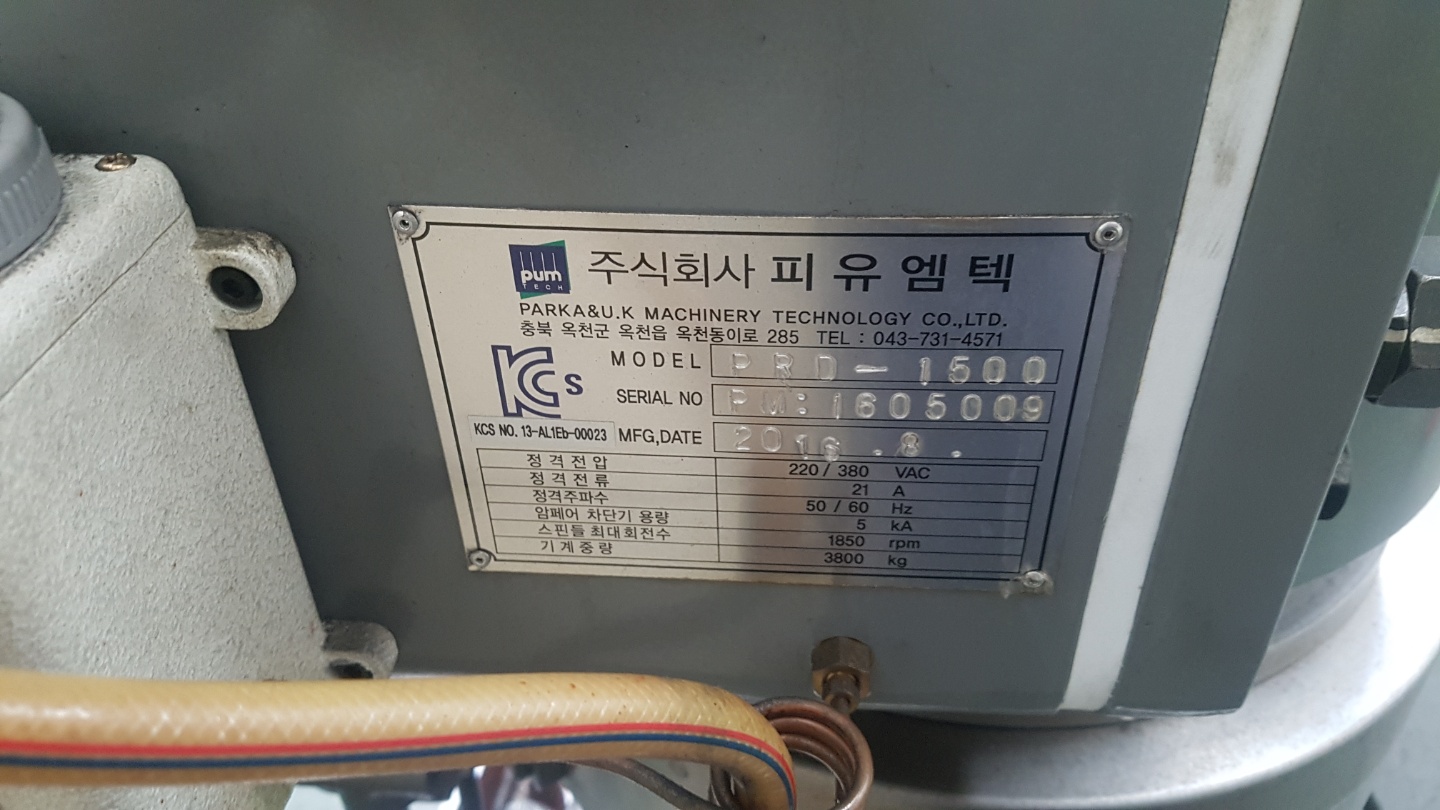 pum TECH 주식회사 피유엠텍
PARKA&U.K MACHINERY TECHNOLOGY CO.,LTD.
충북 옥천군 옥천읍 옥천동이로 285 TEL : 043-731-4571
MODEL PRD-1500
KCs SERIAL NO PM:1605009
KCS NO. 13-AL1Eb-00023 MFG,DATE 2016.8.
정격전압 220 / 380 VAC
정격전류 21 A
정격주파수 50 / 60 Hz
암페어 차단기 용량 5 kA
스핀들 최대회전수 1850 rpm
기계중량 3800 kg